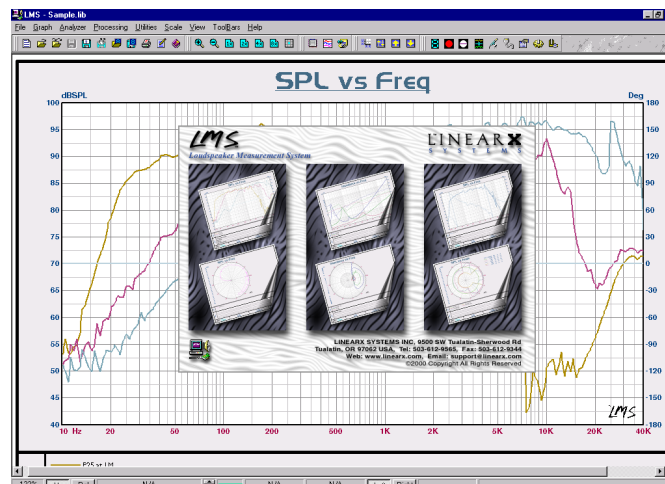 LMS - Sample.lib
File Graph Analyzer Processing Utilities Scale View ToolBars Help
SPL vs Freq
dBSPL
Deg
100
95
90
85
80
75
70
65
60
55
50
45
40
180
150
120
90
60
-60
-90
-120
-150
-180
LMS
Loudspeaker Measurement System
LINEARX
SYSTEMS
LINEARX SYSTEMS INC, 9500 SW Tualatin-Sherwood Rd
Tualatin, OR 97062 USA, Tel: 503-612-9565, Fax: 503-612-9344
Web: www.linearx.com, Email: support@linearx.com
©2000 Copyright All Rights Reserved
LMS
10 Hz 20 50 100 200 500 1K 2K 5K 10K 20K 40K